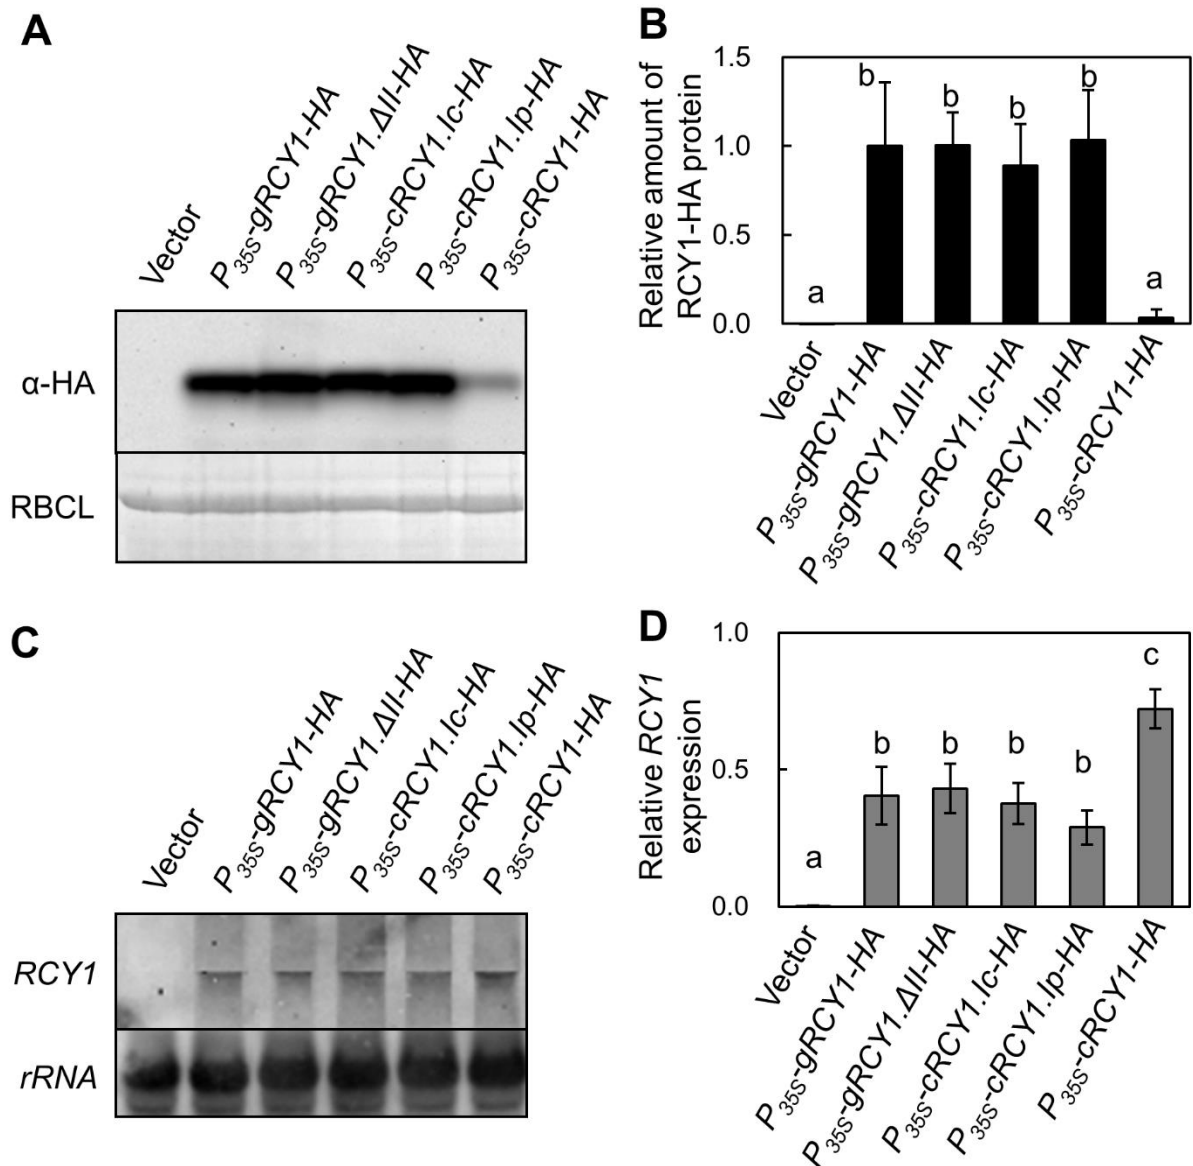 A
Vector
P35S-gRCY1-HA
P35S-gRCY1.ΔII-HA
P35S-cRCY1.Ic-HA
P35S-cRCY1.Ip-HA
P35S-cRCY1-HA
α-HA
RBCL
B
Relative amount of
RCY1-HA protein
1.5
1.0
0.5
0.0
a
b
b
b
b
a
Vector
P35S-gRCY1-HA
P35S-gRCY1.ΔII-HA
P35S-cRCY1.Ic-HA
P35S-cRCY1.Ip-HA
P35S-cRCY1-HA
C
Vector
P35S-gRCY1-HA
P35S-gRCY1.ΔII-HA
P35S-cRCY1.Ic-HA
P35S-cRCY1.Ip-HA
P35S-cRCY1-HA
RCY1
rRNA
D
Relative RCY1
expression
1.0
0.5
0.0
a
b
b
b
b
c
Vector
P35S-gRCY1-HA
P35S-gRCY1.ΔII-HA
P35S-cRCY1.Ic-HA
P35S-cRCY1.Ip-HA
P35S-cRCY1-HA